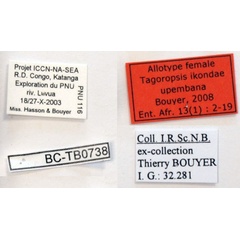 Projet ICCN-NA-SEA
R.D. Congo, Katanga
Exploration du PNU
riv. Lwvua
18/27-X-2003
Miss. Hasson & Bouyer
PNU 116
Allotype female
Tagoropsis ikondae
upembana
Bouyer, 2008
Ent. Afr. 13(1) : 2-19
BC-TB0738
Coll. I.R.Sc.N.B.
ex-collection
Thierry BOUYER
I. G.: 32.281